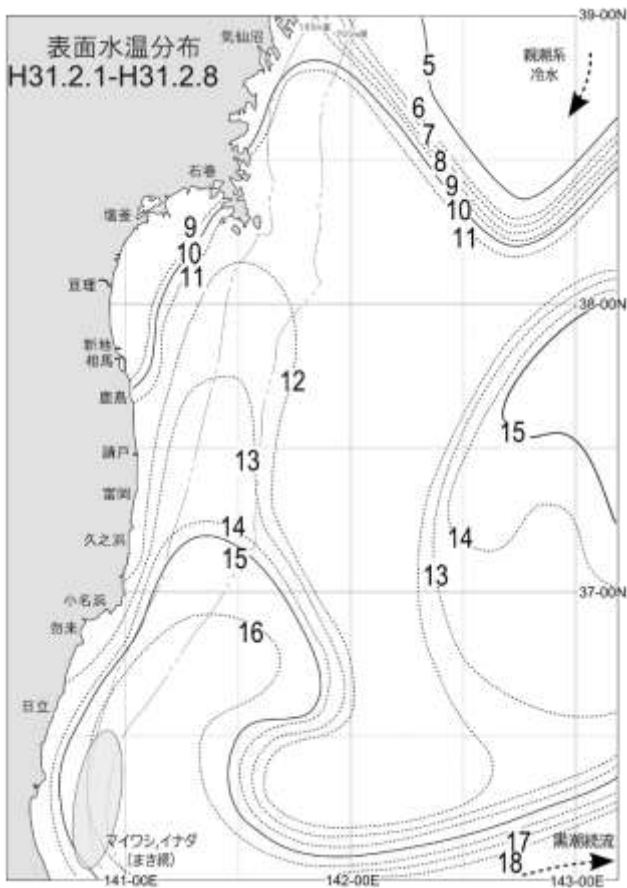 39-00N
表面水温分布
H31.2.1-H31.2.8
気仙沼
親潮系
冷水
5
6
7
8
9
10
11
石巻
塩釜
9
10
11
亘理
38-00N
新地
相馬
鹿島
12
15
請戸
13
富岡
14
久之浜
15
14
13
小名浜
37-00N
勿来
16
日立
マイワシ,イナダ
(まき網)
17
18
黒潮続流
141-00E
142-00E
143-00E